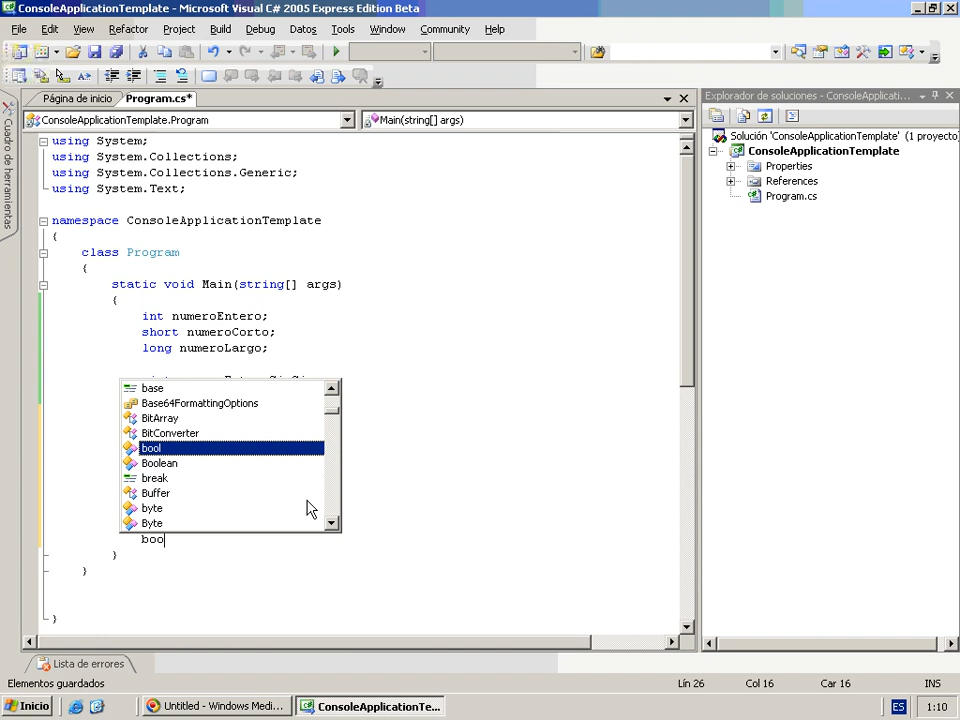 ConsoleApplicationTemplate - Microsoft Visual C# 2005 Express Edition Beta
File Edit View Refactor Project Build Debug Datos Tools Window Community Help
Página de inicio Program.cs*
Explorador de soluciones - ConsoleApplicati...
ConsoleApplicationTemplate.Program
Main(string[] args)
Cuadro de herramientas
using System;
using System.Collections;
using System.Collections.Generic;
using System.Text;
namespace ConsoleApplicationTemplate
{
class Program
{
static void Main(string[] args)
{
int numeroEntero;
short numeroCorto;
long numeroLargo;
base
Base64FormattingOptions
BitArray
BitConverter
bool
Boolean
break
Buffer
byte
Byte
boo
}
}
}
Solución 'ConsoleApplicationTemplate' (1 proyecto)
ConsoleApplicationTemplate
Properties
References
Program.cs
Lista de errores
Elementos guardados
Lín 26 Col 16 Car 16 INS
Inicio
Untitled - Windows Medi...
ConsoleApplicationTe...
ES
1:10